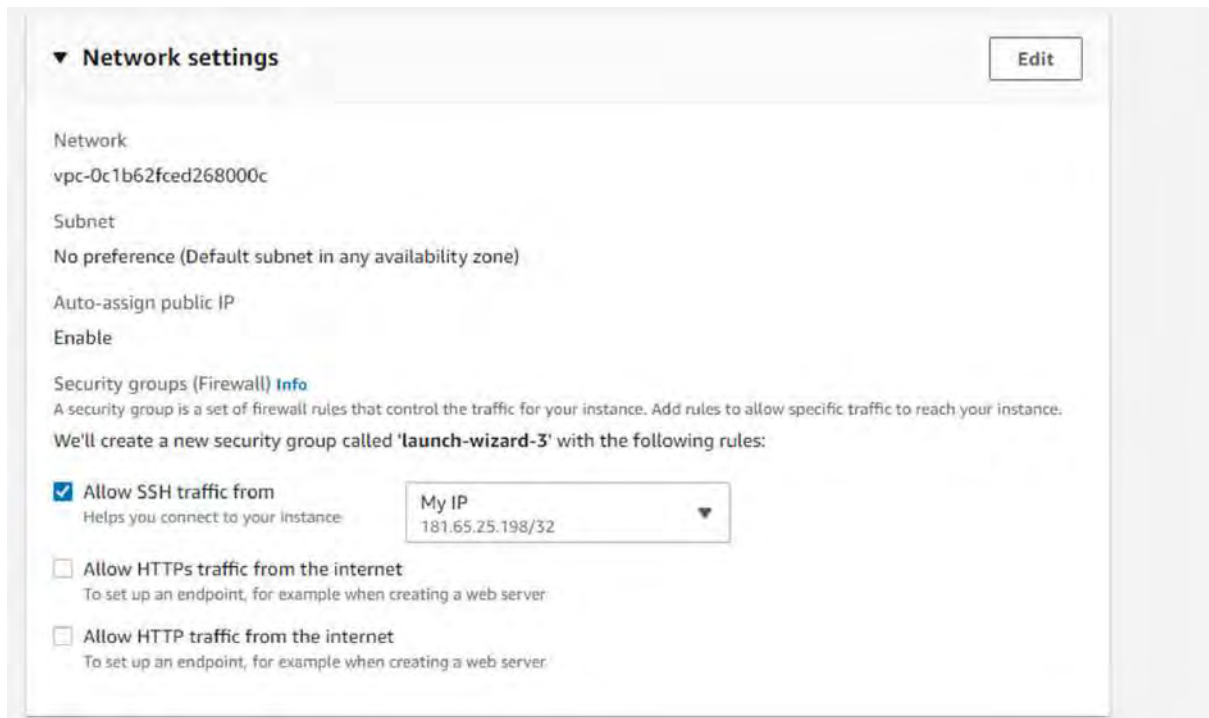 Network settings
Edit
Network
vpc-0c1b62fced268000c
Subnet
No preference (Default subnet in any availability zone)
Auto-assign public IP
Enable
Security groups (Firewall) Info
A security group is a set of firewall rules that control the traffic for your instance. Add rules to allow specific traffic to reach your instance.
We'll create a new security group called 'launch-wizard-3' with the following rules:
Allow SSH traffic from
Helps you connect to your instance
My IP
181.65.25.198/32
Allow HTTPs traffic from the internet
To set up an endpoint, for example when creating a web server
Allow HTTP traffic from the internet
To set up an endpoint, for example when creating a web server